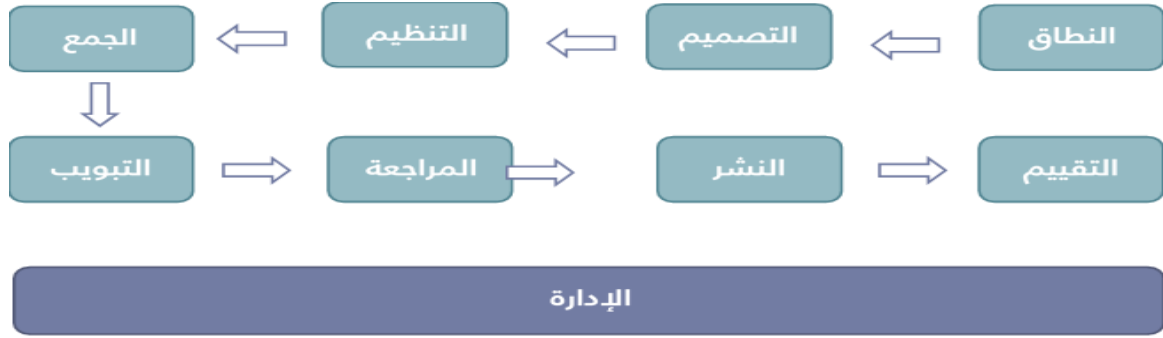 النطاق
التصميم
التنظيم
الجمع
التبويب
المراجعة
النشر
التقييم
الإدارة